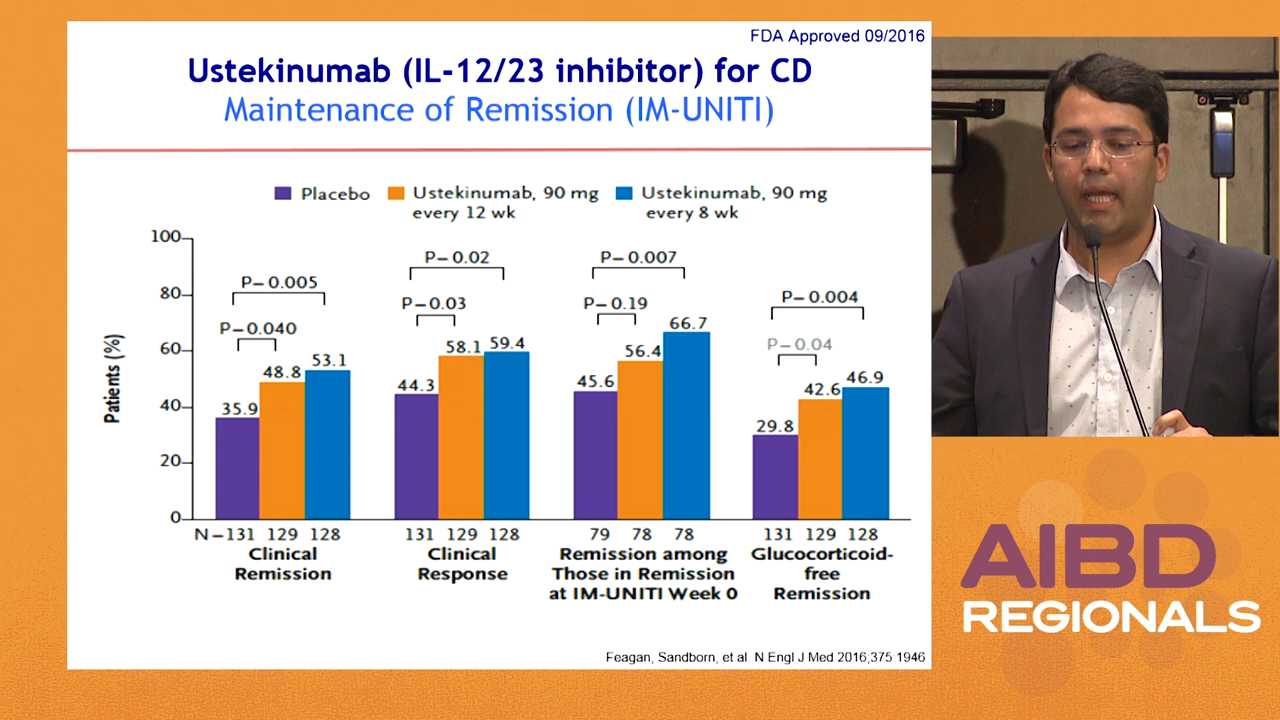 FDA Approved 09/2016
Ustekinumab (IL-12/23 inhibitor) for CD
Maintenance of Remission (IM-UNITI)
Placebo
Ustekinumab, 90 mg
every 12 wk
Ustekinumab, 90 mg
every 8 wk
Patients (%)
100
80
60
40
20
0
P–0.005
P–0.040
35.9
48.8
53.1
P–0.02
P–0.03
44.3
58.1
59.4
P–0.007
P–0.19
45.6
56.4
66.7
P–0.004
P–0.04
29.8
42.6
46.9
N–131 129 128
Clinical
Remission
131 129 128
Clinical
Response
79 78 78
Remission among
Those in Remission
at IM-UNITI Week 0
131 129 128
Glucocorticoid-
free
Remission
Feagan, Sandborn, et al N Engl J Med 2016;375:1946
AIBD
REGIONALS